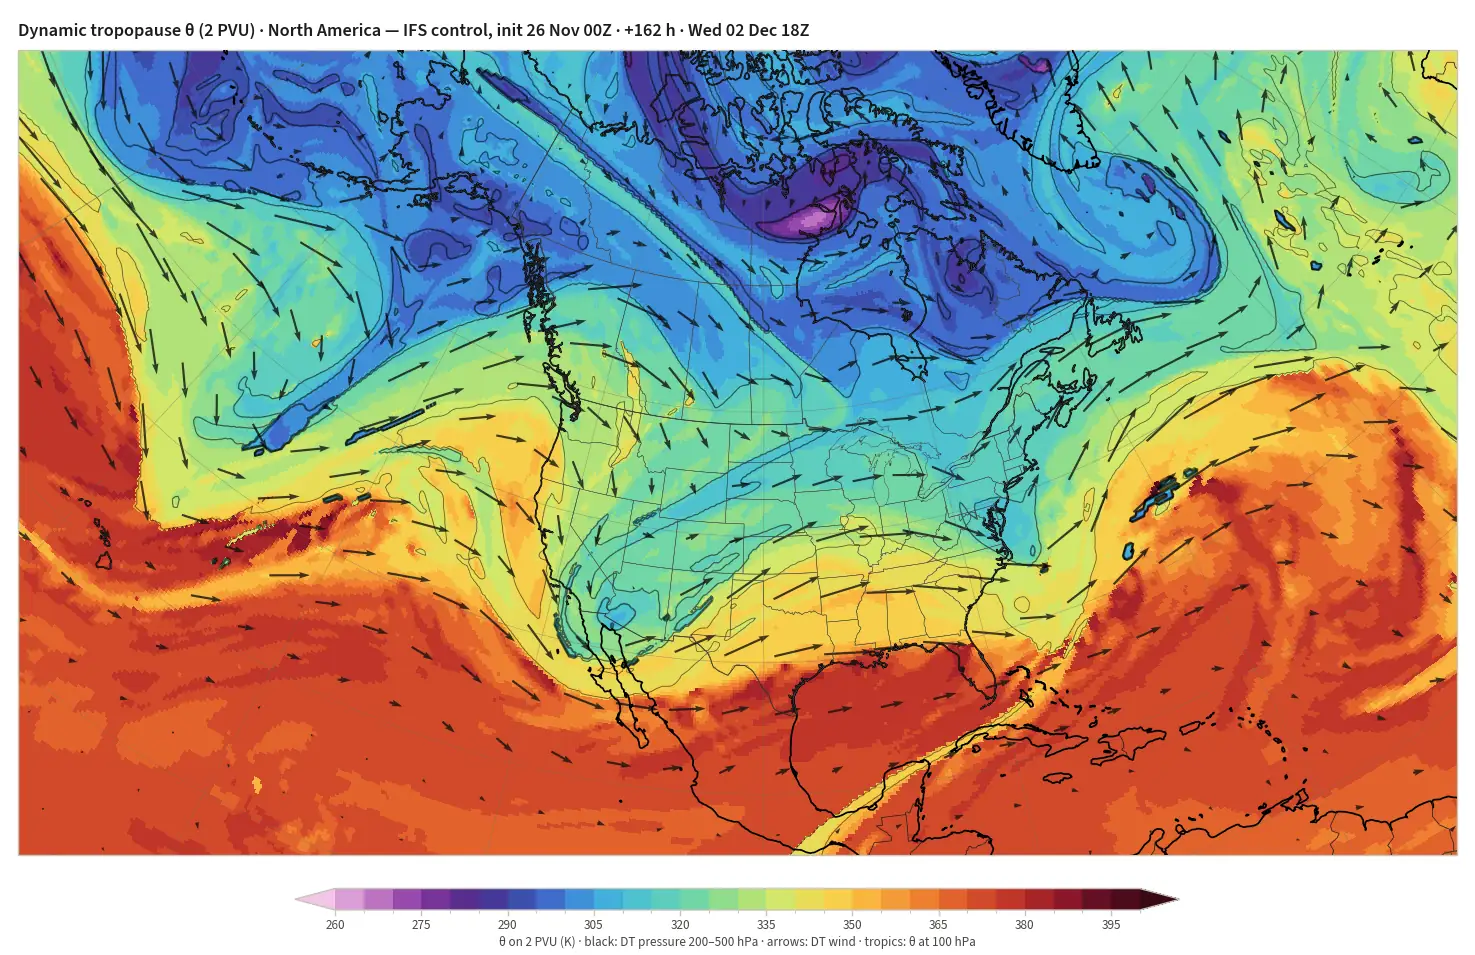 Dynamic tropopause θ (2 PVU) · North America — IFS control, init 26 Nov 00Z · +162 h · Wed 02 Dec 18Z
260 275 290 305 320 335 350 365 380 395
θ on 2 PVU (K) · black: DT pressure 200–500 hPa · arrows: DT wind · tropics: θ at 100 hPa